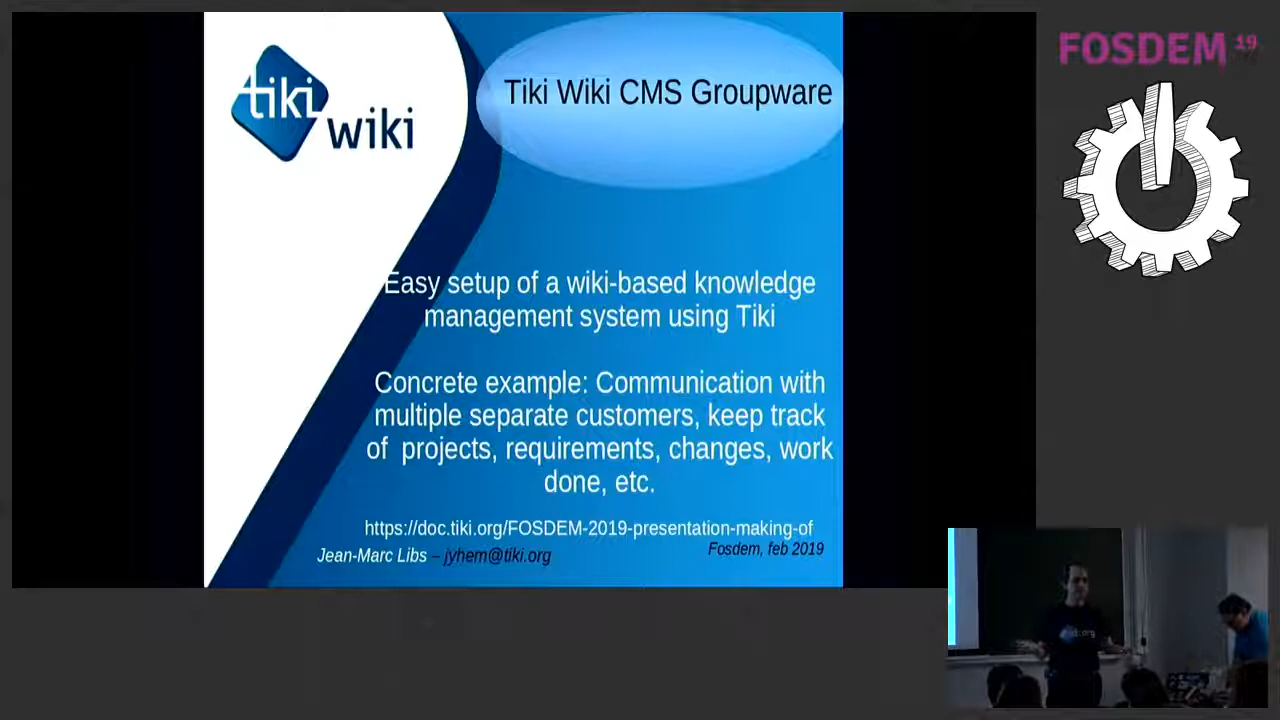 FOSDEM 19
tiki
wiki
Tiki Wiki CMS Groupware
Easy setup of a wiki-based knowledge
management system using Tiki
Concrete example: Communication with
multiple separate customers, keep track
of projects, requirements, changes, work
done, etc.
https://doc.tiki.org/FOSDEM-2019-presentation-making-of
Jean-Marc Libs – jyhem@tiki.org
Fosdem, feb 2019